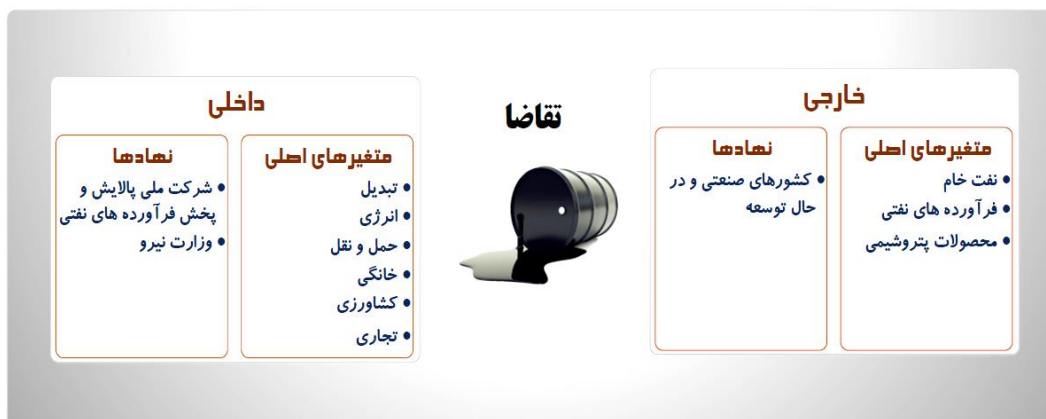 خارجی
متغیرهای اصلی
● نفت خام
● فرآورده های نفتی
● محصولات پتروشیمی
نهادها
● کشورهای صنعتی و در
حال توسعه
تقاضا
داخلی
متغیرهای اصلی
● تبدیل
● انرژی
● حمل و نقل
● خانگی
● کشاورزی
● تجاری
نهادها
● شرکت ملی پالایش و
پخش فرآورده های نفتی
● وزارت نیرو